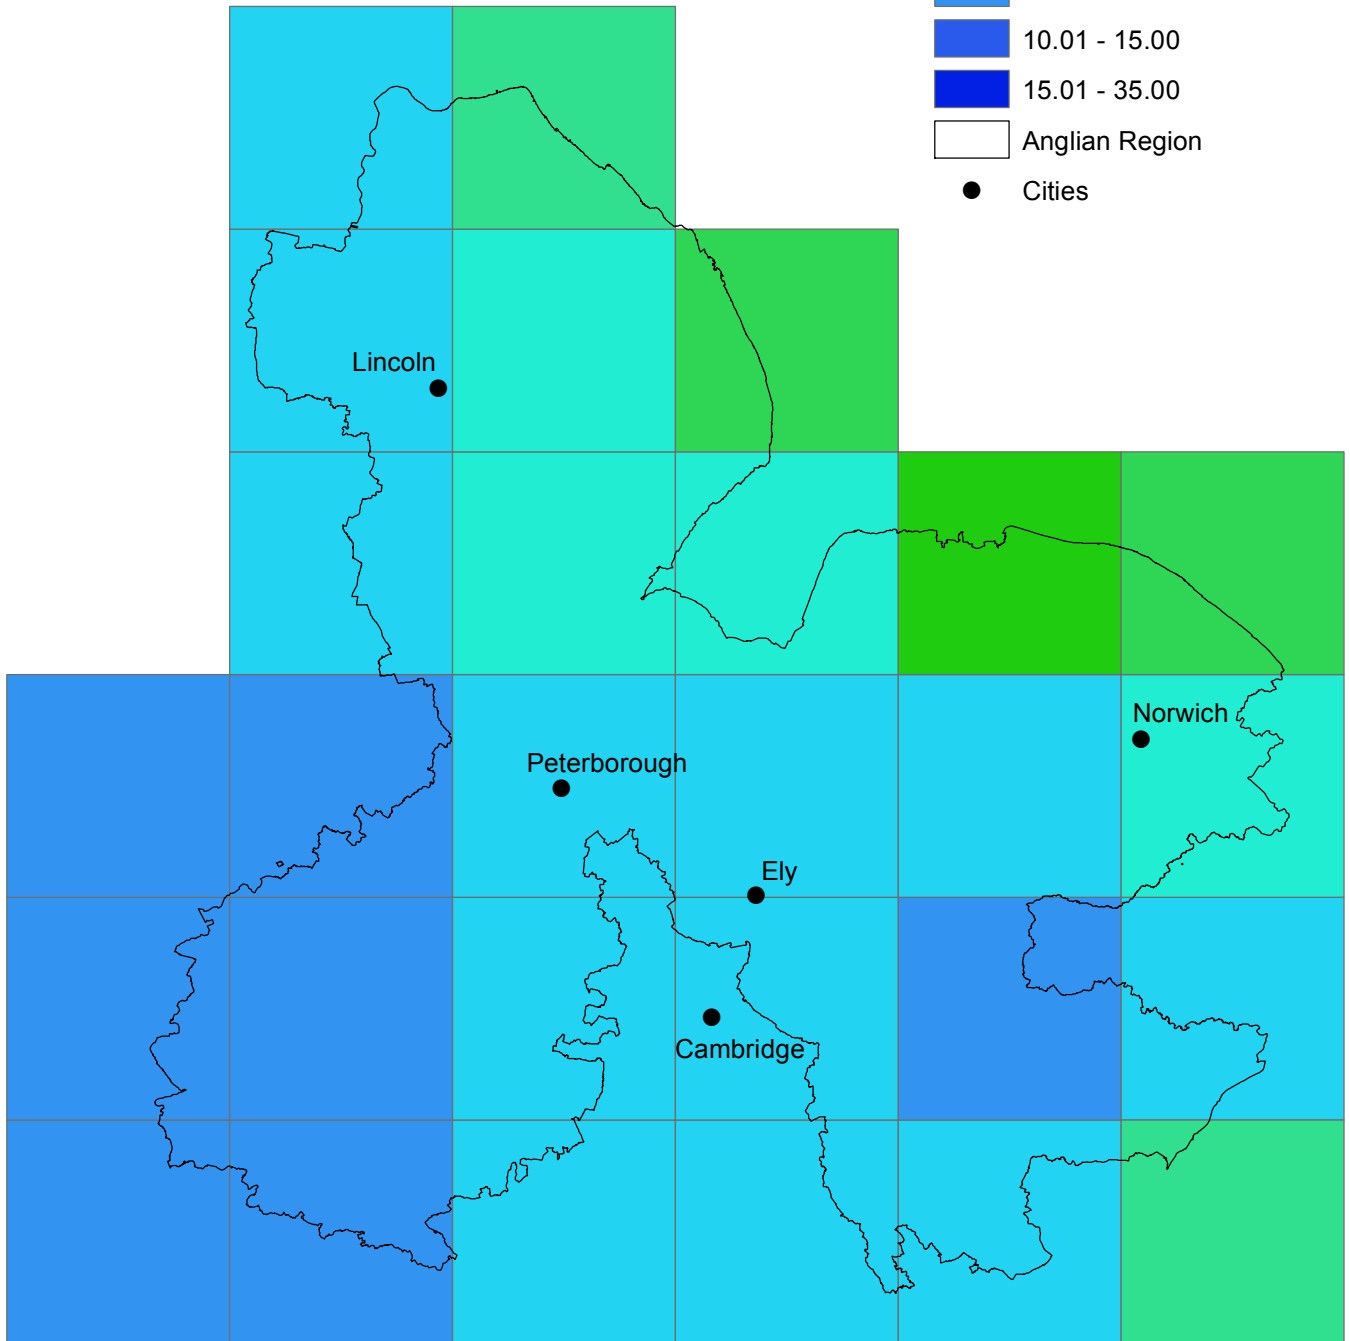 10.01 - 15.00
15.01 - 35.00
Anglian Region
Cities
Lincoln
Norwich
Peterborough
Ely
Cambridge